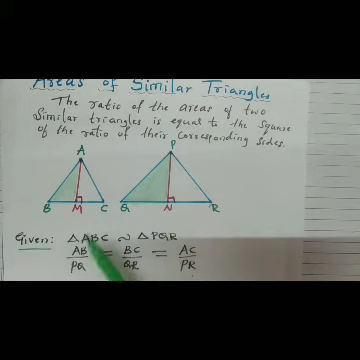 Areas of Similar Triangles
The ratio of the areas of two
Similar triangles is equal to the Square
of the ratio of their Corresponding Sides.
A P
B M C Q N R
Given: △ABC ~ △PQR
AB/PQ = BC/QR = AC/PR